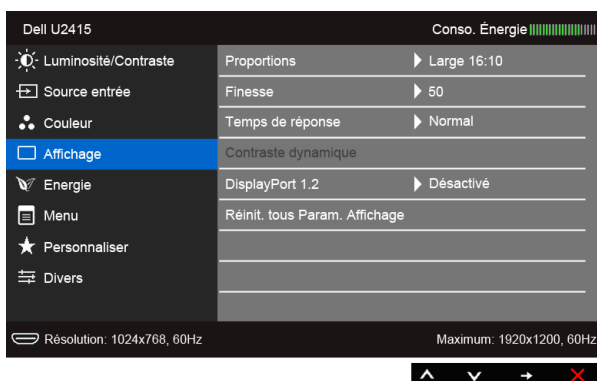 Dell U2415 Conso. Énergie
Luminosité/Contraste Proportions Large 16:10
Source entrée Finesse 50
Couleur Temps de réponse Normal
Affichage Contraste dynamique
Energie DisplayPort 1.2 Désactivé
Menu Réinit. tous Param. Affichage
Personnaliser
Divers
Résolution: 1024x768, 60Hz Maximum: 1920x1200, 60Hz